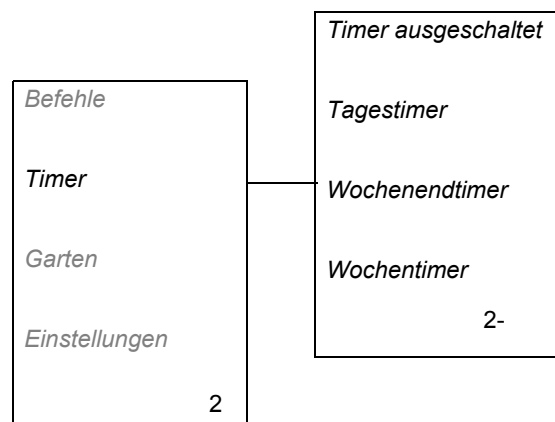 Befehle
Timer
Garten
Einstellungen
2
Timer ausgeschaltet
Tagestimer
Wochenendtimer
Wochentimer
2-